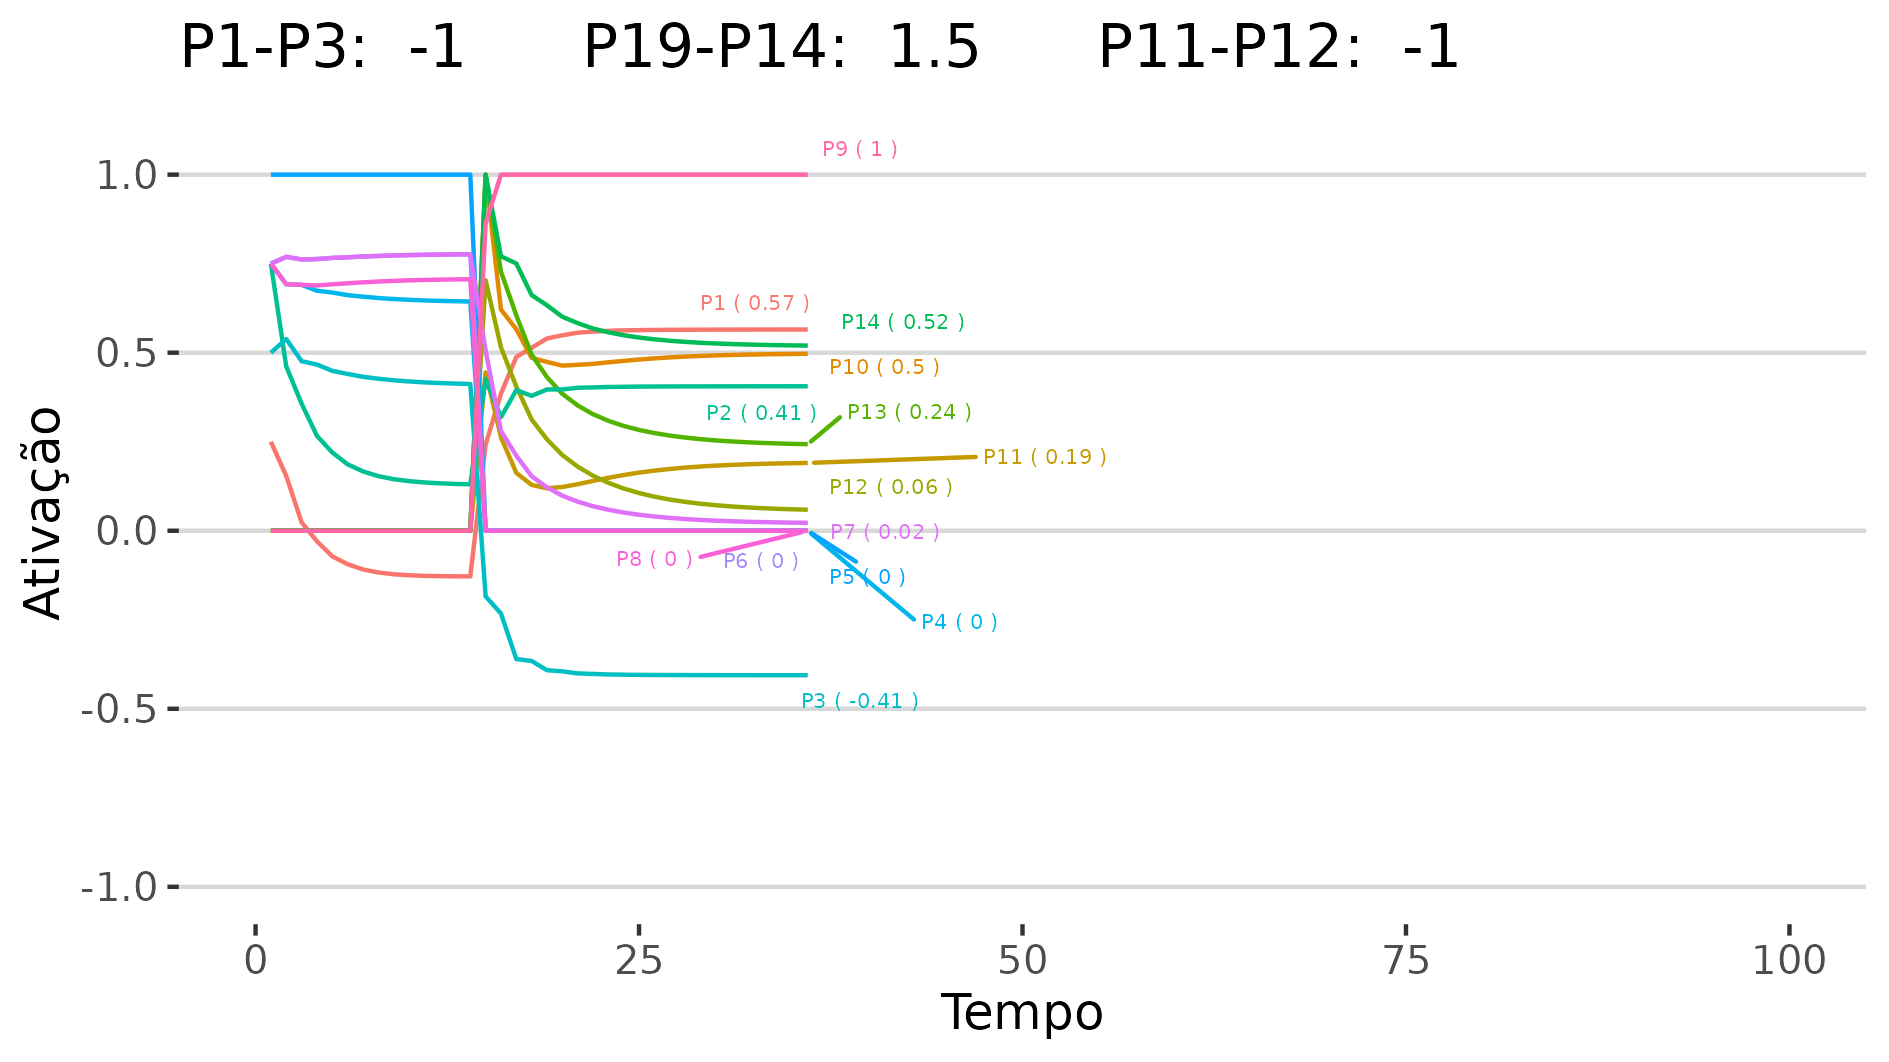 P1-P3:  -1  P19-P14:  1.5  P11-P12:  -1
P9 ( 1 )
1.0
P1 ( 0.57 )
P14 ( 0.52 )
0.5
P10 ( 0.5 )
P2 ( 0.41 )
P13 ( 0.24 )
P11 ( 0.19 )
P12 ( 0.06 )
0.0
P7 ( 0.02 )
P8 ( 0 )
P6 ( 0 )
P5 ( 0 )
P4 ( 0 )
P3 ( -0.41 )
-0.5
-1.0
Ativação
0 25 50 75 100
Tempo